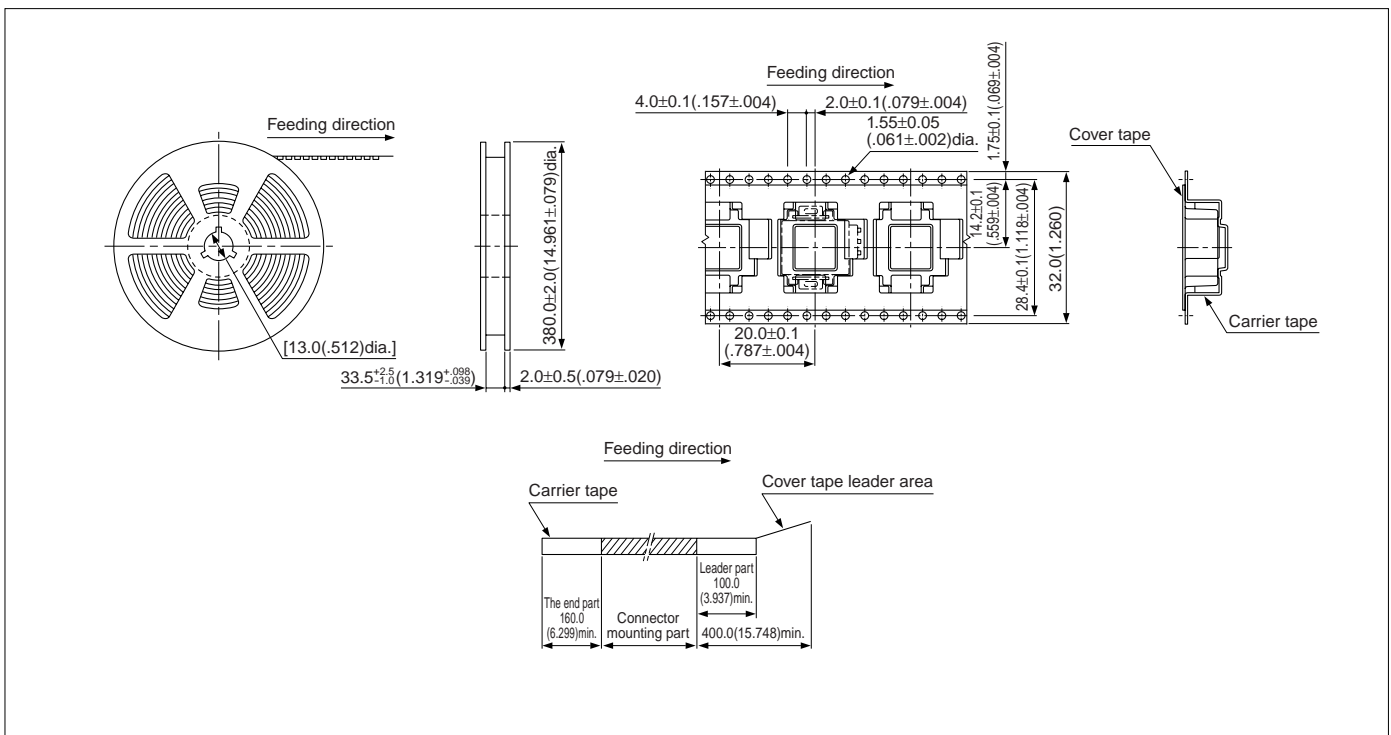 Feeding direction
[13.0(.512)dia.]
380.0±2.0(14.961±.079)dia.
33.5+2.5−1.0(1.319+.098−.039)
2.0±0.5(.079±.020)
Feeding direction
4.0±0.1(.157±.004)
2.0±0.1(.079±.004)
1.55±0.05
(.061±.002)dia.
1.75±0.1(.069±.004)
14.2±0.1
(.559±.004)
28.4±0.1(1.118±.004)
32.0(1.260)
20.0±0.1
(.787±.004)
Cover tape
Carrier tape
Feeding direction
Carrier tape
Cover tape leader area
Leader part
100.0
(3.937)min.
The end part
160.0
(6.299)min.
Connector
mounting part
400.0(15.748)min.